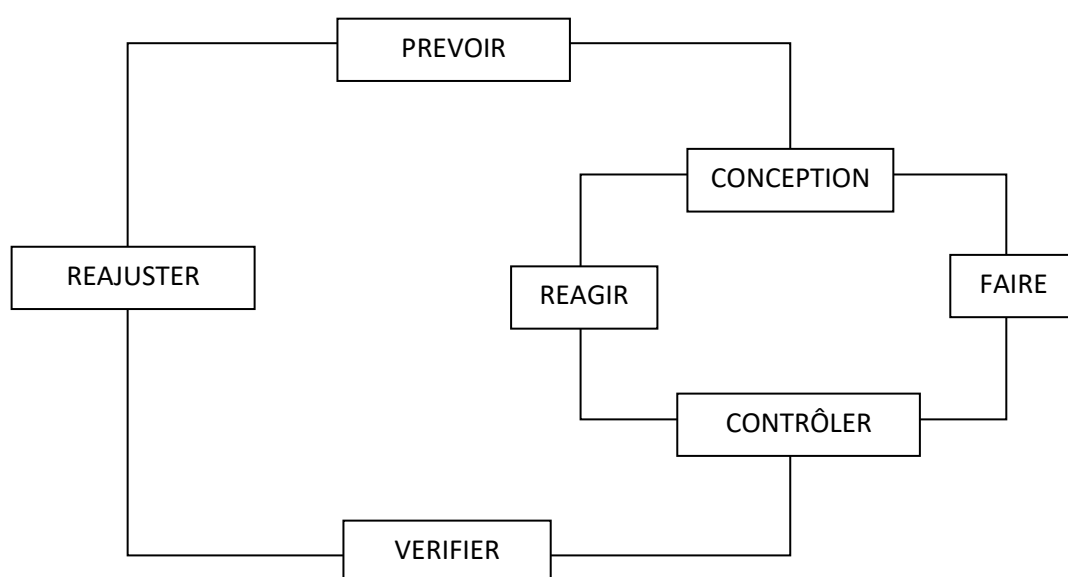 PREVOIR
CONCEPTION
REAJUSTER
REAGIR
FAIRE
CONTRÔLER
VERIFIER